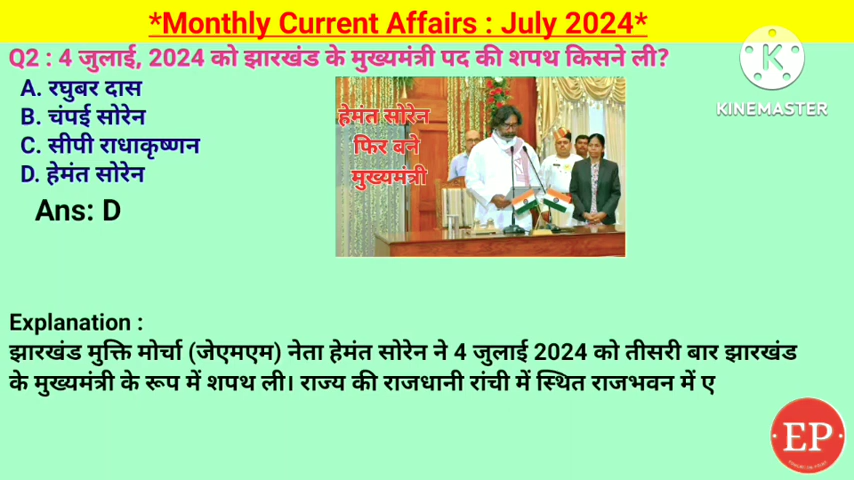 *Monthly Current Affairs : July 2024*
Q2 : 4 जुलाई, 2024 को झारखंड के मुख्यमंत्री पद की शपथ किसने ली?
A. रघुबर दास
B. चंपई सोरेन
C. सीपी राधाकृष्णन
D. हेमंत सोरेन
Ans: D
हेमंत सोरेन
फिर बने
मुख्यमंत्री
KINEMASTER
Explanation :
झारखंड मुक्ति मोर्चा (जेएमएम) नेता हेमंत सोरेन ने 4 जुलाई 2024 को तीसरी बार झारखंड
के मुख्यमंत्री के रूप में शपथ ली। राज्य की राजधानी रांची में स्थित राजभवन में ए
EP